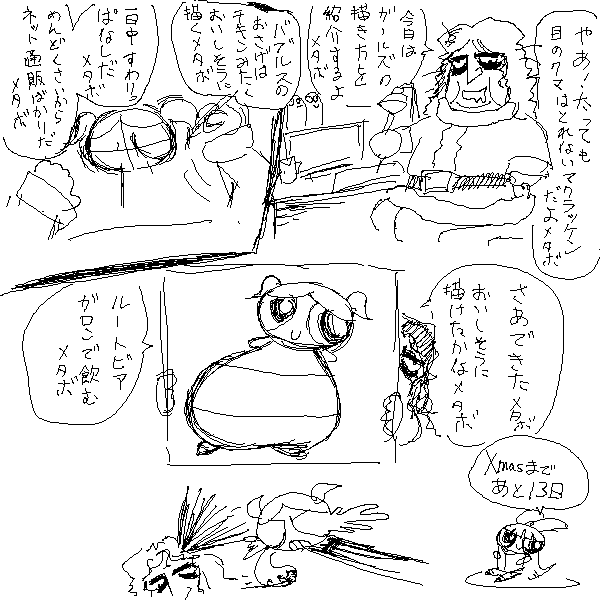 やあ!太っても
目のクマはとれないマクラッケン
だよメタボ
今日は
ガールズの
描き方を
紹介するよ
メタボ
バブルスの
おさげは
チキンみたく
おいしそうに
描くメタボ
一日中すわりっ
ぱなしだ
メタボ
めんどくさいから
ネット通販ばかりだ
メタボ
さあできたメタボ
おいしそうに
描けたかなメタボ
ルートビア
ガロンで飲む
メタボ
Xmasまで
あと13日